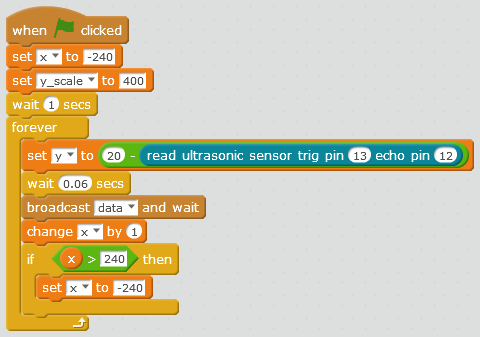 when clicked
set x to -240
set y_scale to 400
wait 1 secs
forever
set y to 20 - read ultrasonic sensor trig pin 13 echo pin 12
wait 0.06 secs
broadcast data and wait
change x by 1
if x > 240 then
set x to -240